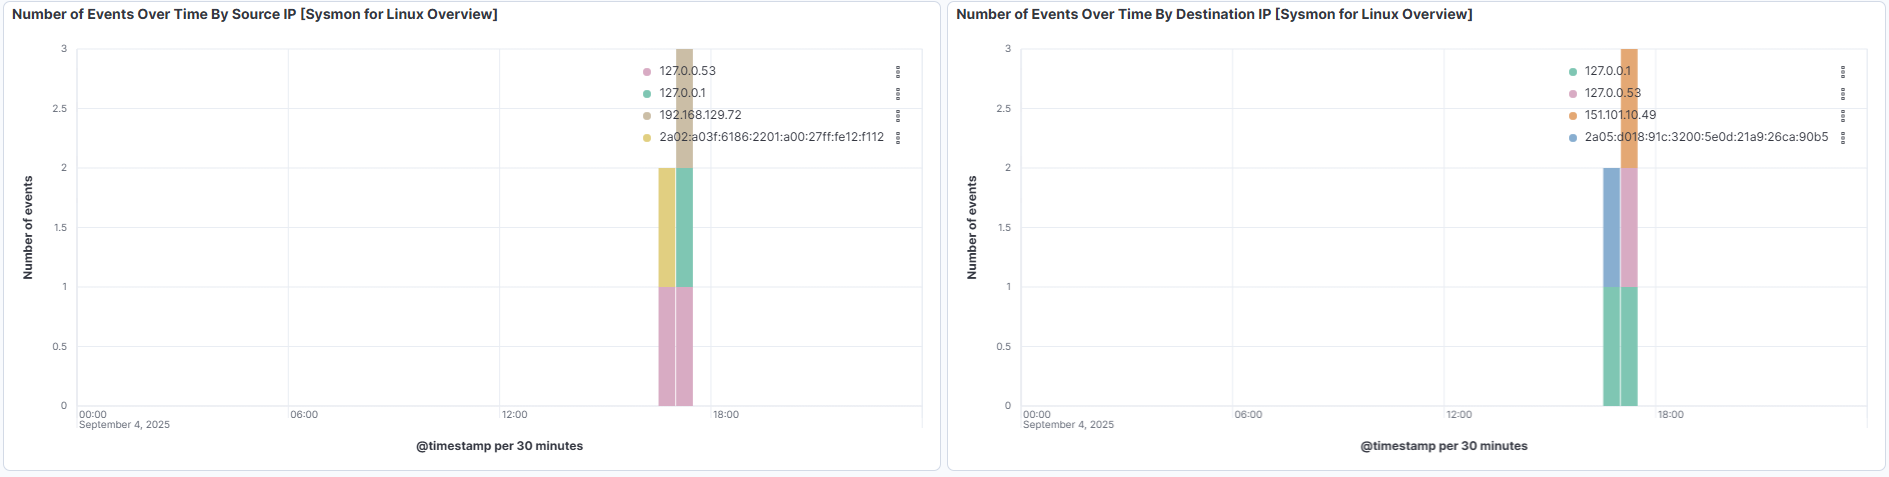 Number of Events Over Time By Source IP [Sysmon for Linux Overview]
3
2.5
2
1.5
1
0.5
0
Number of events
127.0.0.53
127.0.0.1
192.168.129.72
2a02:a03f:6186:2201:a00:27ff:fe12:f112
00:00
06:00
12:00
18:00
September 4, 2025
@timestamp per 30 minutes
Number of Events Over Time By Destination IP [Sysmon for Linux Overview]
3
2.5
2
1.5
1
0.5
0
Number of events
127.0.0.1
127.0.0.53
151.101.10.49
2a05:d018:91c:3200:5e0d:21a9:26ca:90b5
00:00
06:00
12:00
18:00
September 4, 2025
@timestamp per 30 minutes